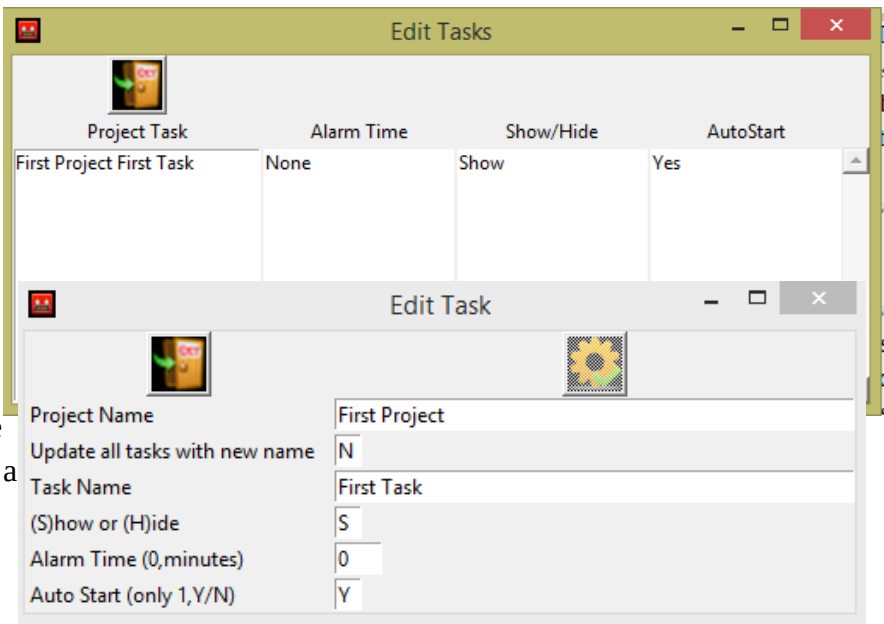 Edit Tasks
Project Task Alarm Time Show/Hide AutoStart
First Project First Task None Show Yes
Edit Task
Project Name First Project
Update all tasks with new name N
Task Name First Task
(S)how or (H)ide S
Alarm Time (0,minutes) 0
Auto Start (only 1,Y/N) Y
a